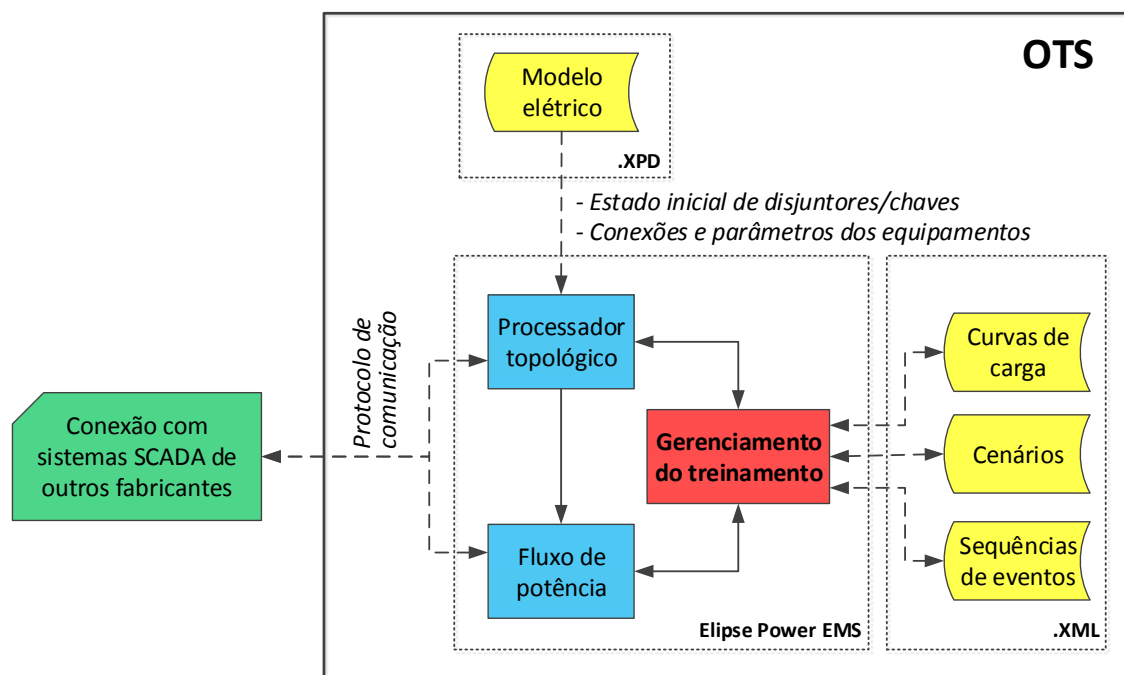 OTS
Modelo
elétrico
.XPD
- Estado inicial de disjuntores/chaves
- Conexões e parâmetros dos equipamentos
Processador
topológico
Protocolo de
comunicação
Conexão com
sistemas SCADA de
outros fabricantes
Gerenciamento
do treinamento
Fluxo de
potência
Elipse Power EMS
Curvas de
carga
Cenários
Sequências
de eventos
.XML